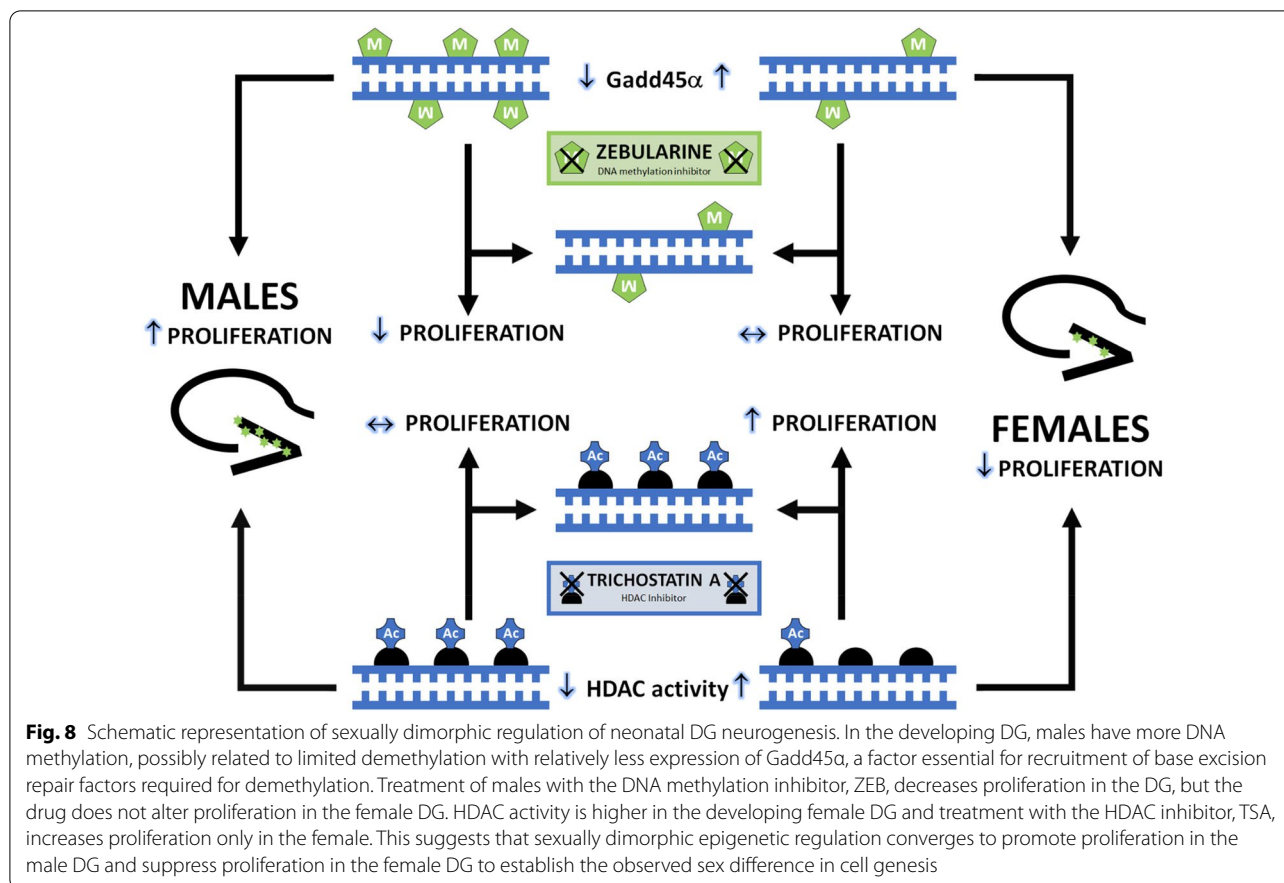 M M M M
↓ Gadd45α ↑
M M M
ZEBULARINE
DNA methylation inhibitor
M
M
MALES
↑ PROLIFERATION
↓ PROLIFERATION
↔ PROLIFERATION
↔ PROLIFERATION
↑ PROLIFERATION
FEMALES
↓ PROLIFERATION
Ac Ac Ac
TRICHOSTATIN A
HDAC Inhibitor
Ac Ac Ac Ac
↓ HDAC activity ↑
Fig. 8 Schematic representation of sexually dimorphic regulation of neonatal DG neurogenesis. In the developing DG, males have more DNA
methylation, possibly related to limited demethylation with relatively less expression of Gadd45α, a factor essential for recruitment of base excision
repair factors required for demethylation. Treatment of males with the DNA methylation inhibitor, ZEB, decreases proliferation in the DG, but the
drug does not alter proliferation in the female DG. HDAC activity is higher in the developing female DG and treatment with the HDAC inhibitor, TSA,
increases proliferation only in the female. This suggests that sexually dimorphic epigenetic regulation converges to promote proliferation in the
male DG and suppress proliferation in the female DG to establish the observed sex difference in cell genesis